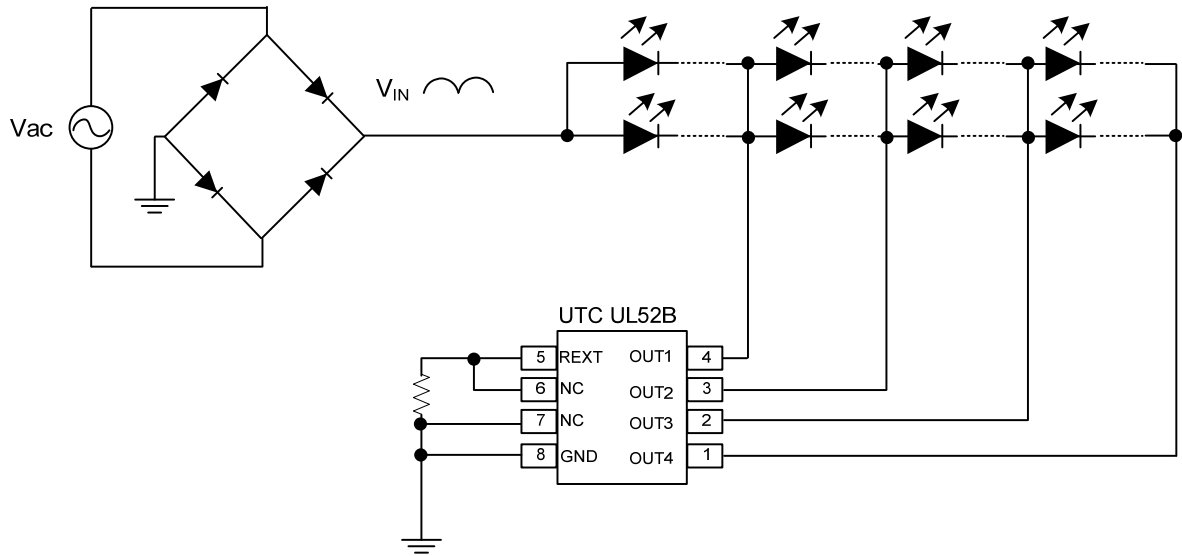 V_IN
Vac
UTC UL52B
5 REXT OUT1 4
6 NC OUT2 3
7 NC OUT3 2
8 GND OUT4 1